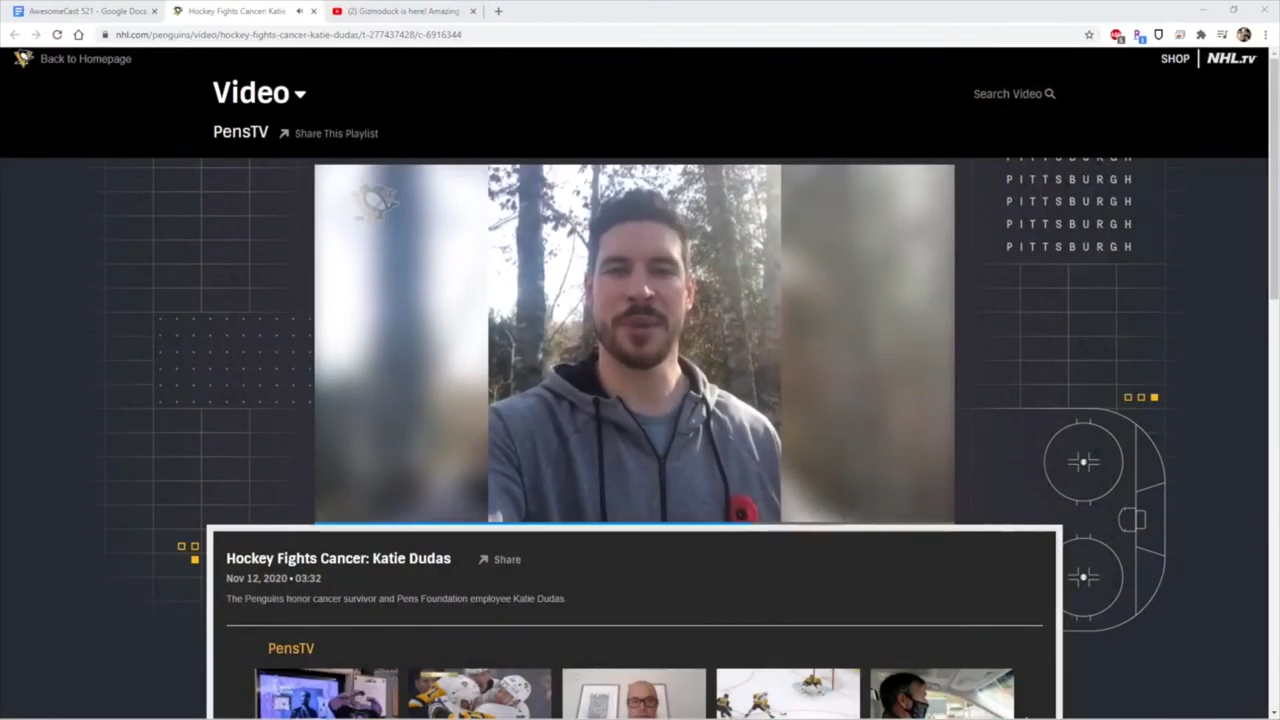 AwesomeCast 521 - Google Docs
Hockey Fights Cancer: Katie
(2) Gizmoduck is here! Amazing
nhl.com/penguins/video/hockey-fights-cancer-katie-dudas/t-277437428/c-6916344
Back to Homepage
SHOP
NHL.TV
Video
Search Video
PensTV
Share This Playlist
PITTSBURGH
PITTSBURGH
PITTSBURGH
PITTSBURGH
PITTSBURGH
Hockey Fights Cancer: Katie Dudas
Share
Nov 12, 2020 • 03:32
The Penguins honor cancer survivor and Pens Foundation employee Katie Dudas.
PensTV